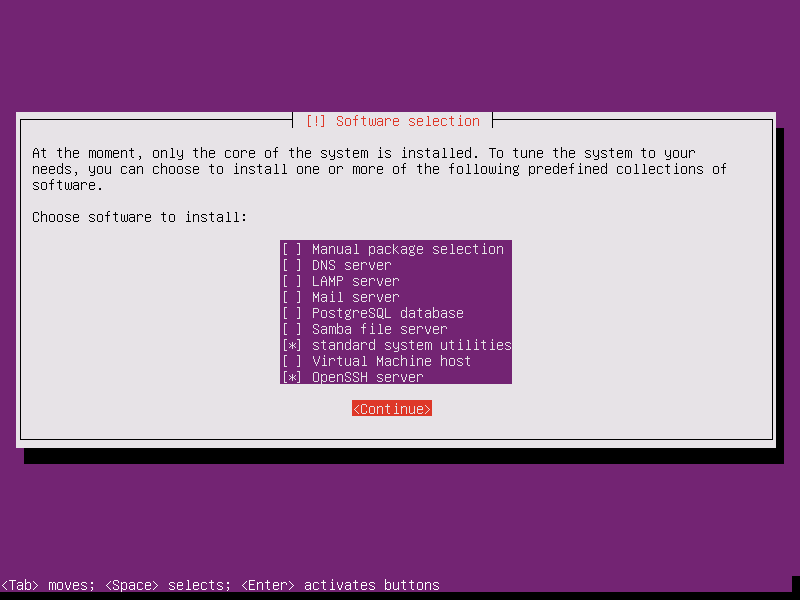 [!] Software selection
At the moment, only the core of the system is installed. To tune the system to your
needs, you can choose to install one or more of the following predefined collections of
software.
Choose software to install:
[ ] Manual package selection
[ ] DNS server
[ ] LAMP server
[ ] Mail server
[ ] PostgreSQL database
[ ] Samba file server
[*] standard system utilities
[ ] Virtual Machine host
[*] OpenSSH server
<Continue>
<Tab> moves; <Space> selects; <Enter> activates buttons